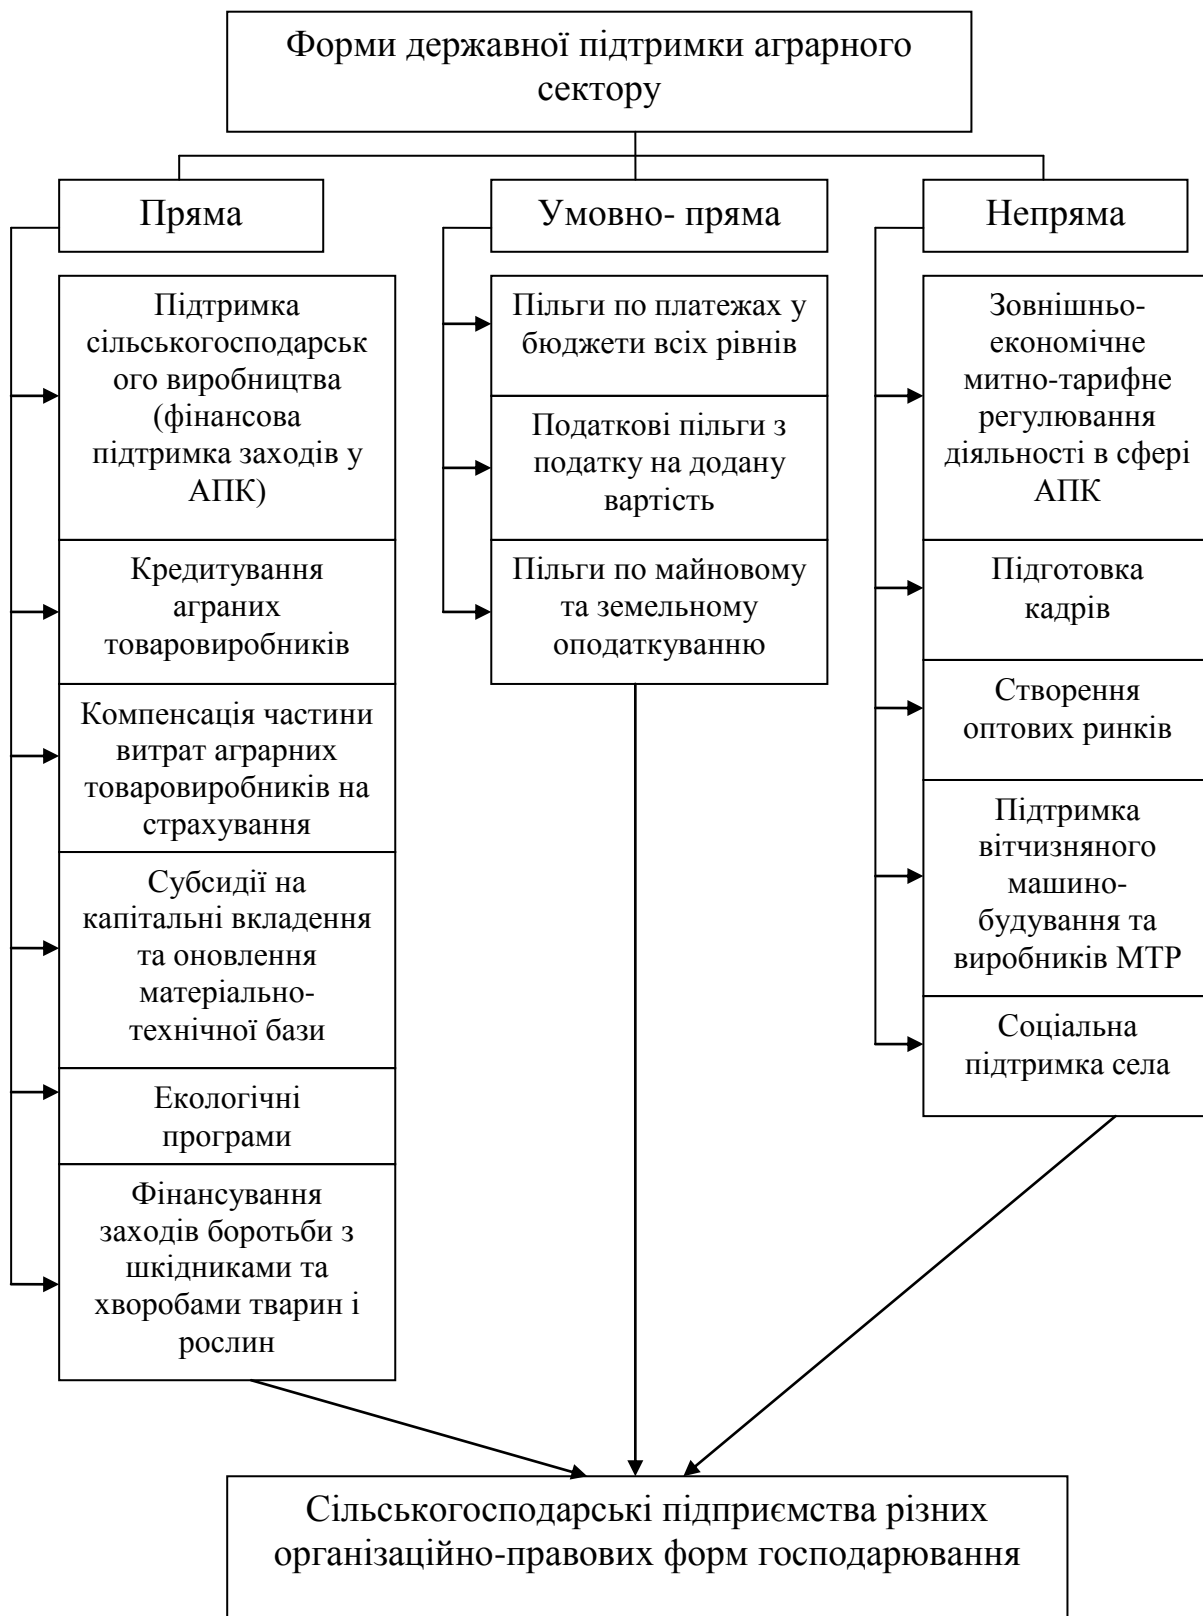 Форми державної підтримки аграрного
сектору
Пряма
Умовно- пряма
Непряма
Підтримка
сільськогосподарськ
ого виробництва
(фінансова
підтримка заходів у
АПК)
Кредитування
аграних
товаровиробників
Компенсація частини
витрат аграрних
товаровиробників на
страхування
Субсидії на
капітальні вкладення
та оновлення
матеріально-
технічної бази
Екологічні
програми
Фінансування
заходів боротьби з
шкідниками та
хворобами тварин і
рослин
Пільги по платежах у
бюджети всіх рівнів
Податкові пільги з
податку на додану
вартість
Пільги по майновому
та земельному
оподаткуванню
Зовнішньо-
економічне
митно-тарифне
регулювання
діяльності в сфері
АПК
Підготовка
кадрів
Створення
оптових ринків
Підтримка
вітчизняного
машино-
будування та
виробників МТР
Соціальна
підтримка села
Сільськогосподарські підприємства різних
організаційно-правових форм господарювання